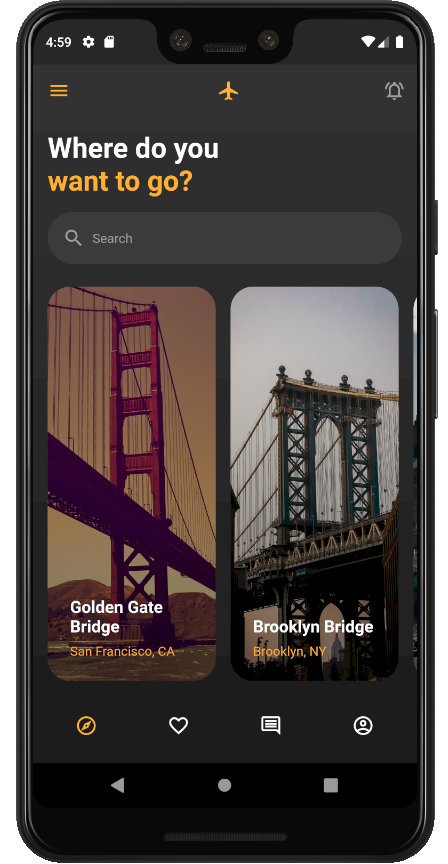 4:59
Where do you
want to go?
Search
Golden Gate
Bridge
San Francisco, CA
Brooklyn Bridge
Brooklyn, NY